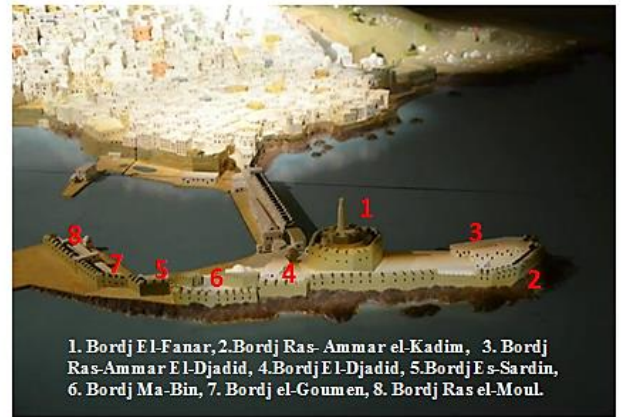 1
3
8
7
5
6
4
2
1. Bordj El-Fanar, 2.Bordj Ras- Ammar el-Kadim, 3. Bordj
Ras-Ammar El-Djadid, 4.Bordj El-Djadid, 5.Bordj Es-Sardin,
6. Bordj Ma-Bin, 7. Bordj el-Goumen, 8. Bordj Ras el-Moul.